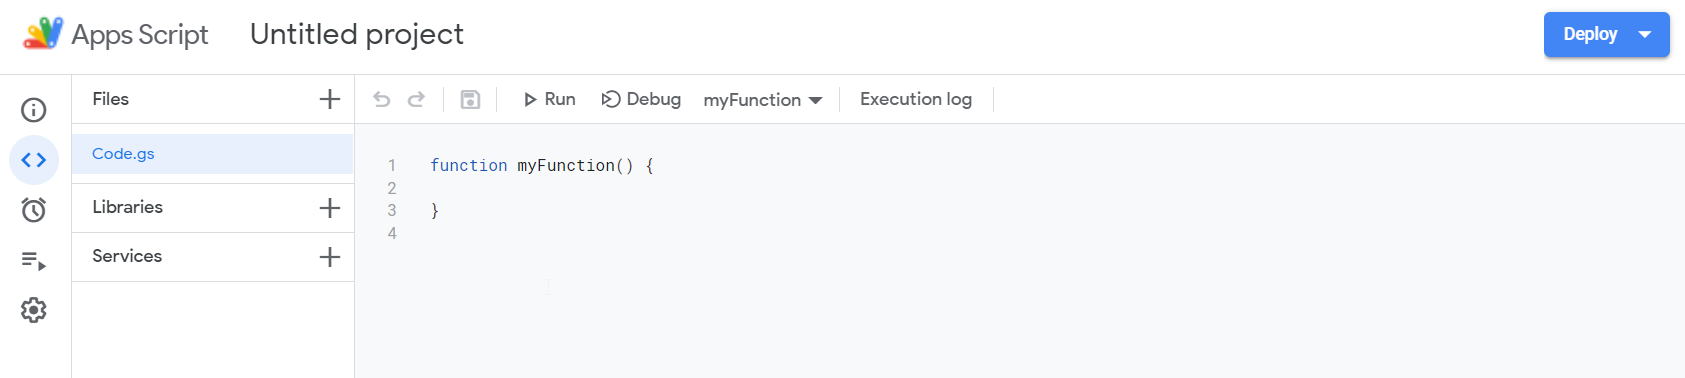 Apps Script Untitled project Deploy
Files
Run Debug myFunction Execution log
Code.gs
Libraries
Services
1 function myFunction() {
2
3 }
4